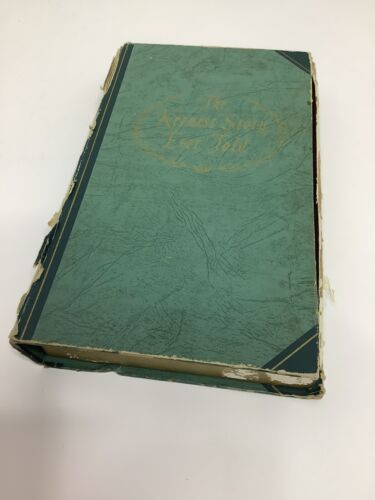 The
Greatest Story
Ever Told